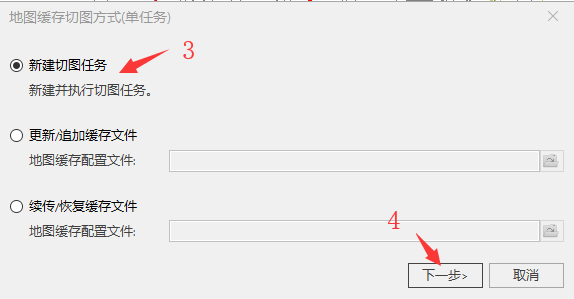 地图缓存切图方式(单任务)
新建切图任务
3
新建并执行切图任务。
更新/追加缓存文件
地图缓存配置文件:
续传/恢复缓存文件
4
地图缓存配置文件:
下一步>
取消